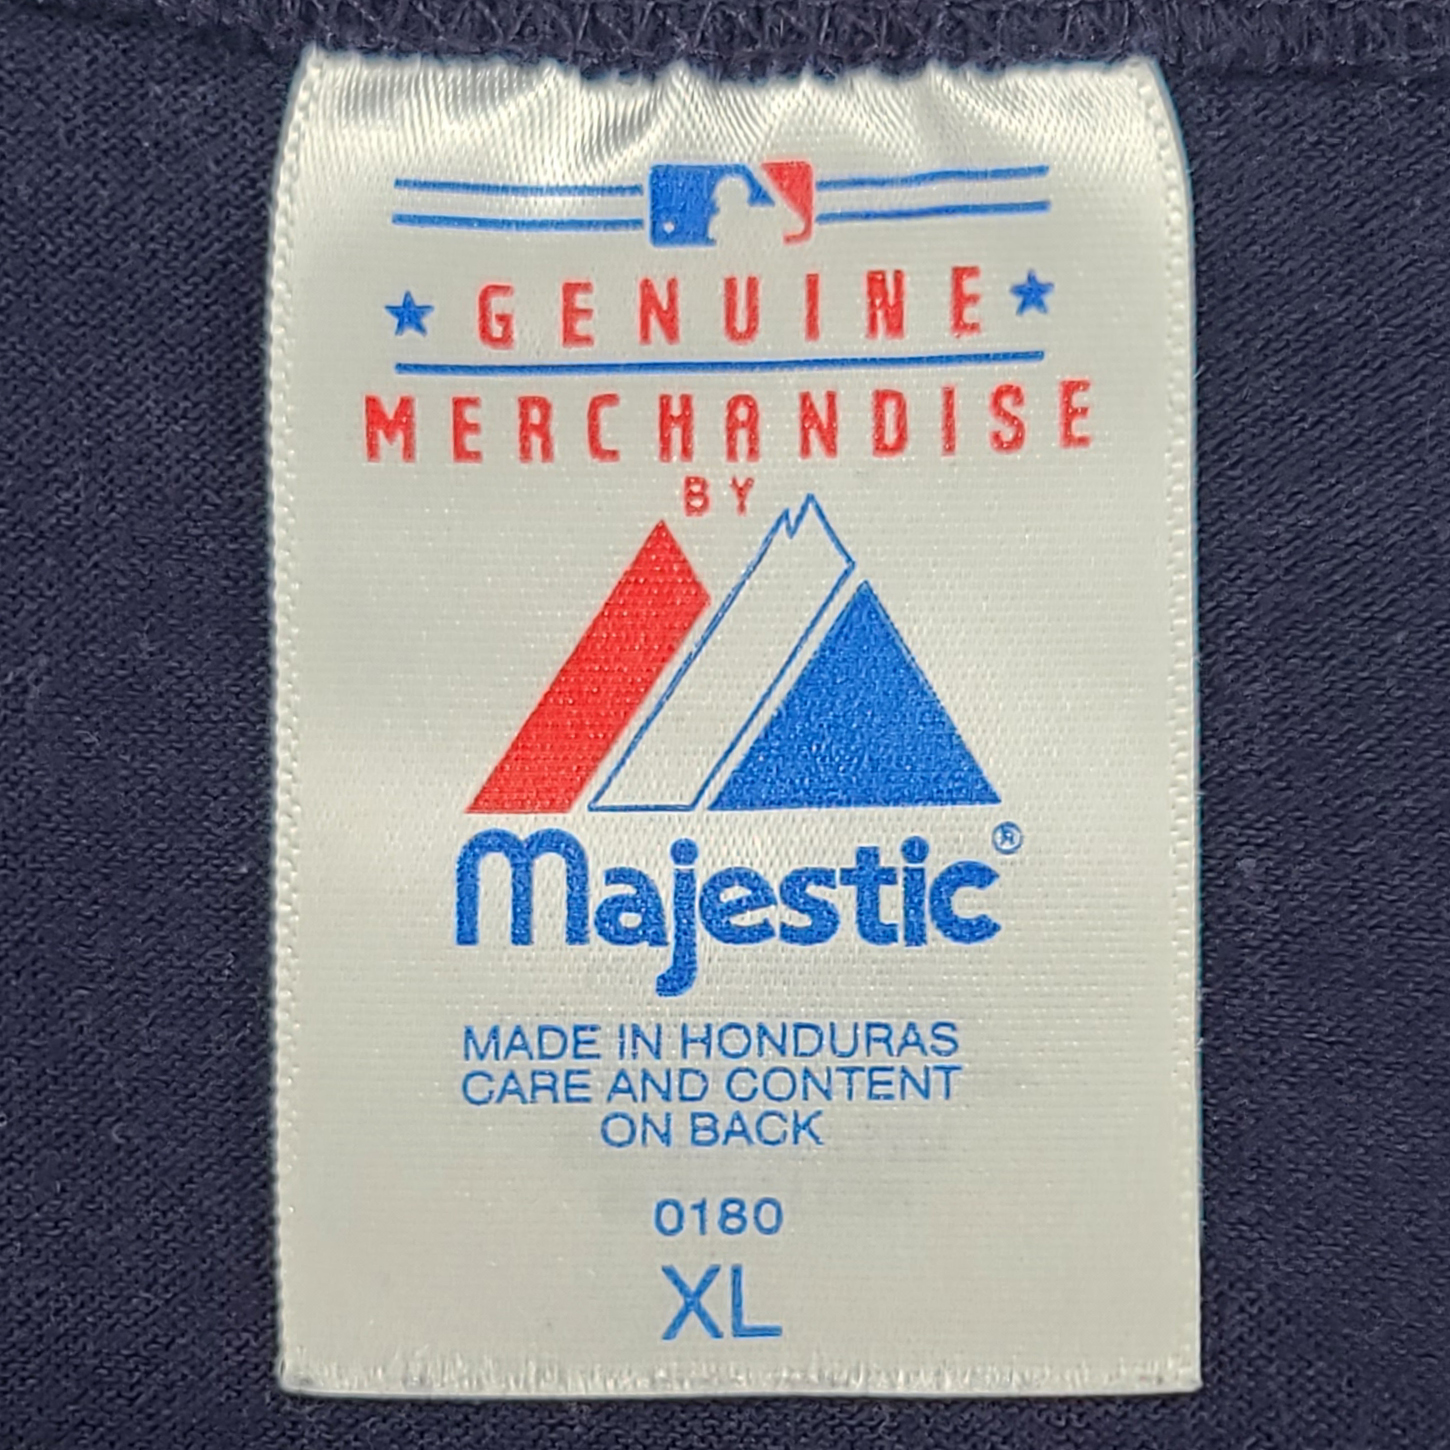 GENUINE
MERCHANDISE
BY
Majestic®
MADE IN HONDURAS
CARE AND CONTENT
ON BACK
0180
XL